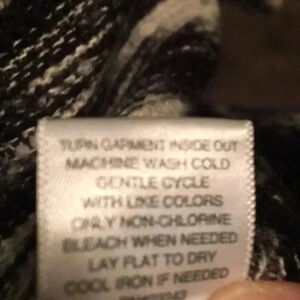 TURN GARMENT INSIDE OUT
MACHINE WASH COLD
GENTLE CYCLE
WITH LIKE COLORS
ONLY NON-CHLORINE
BLEACH WHEN NEEDED
LAY FLAT TO DRY
COOL IRON IF NEEDED